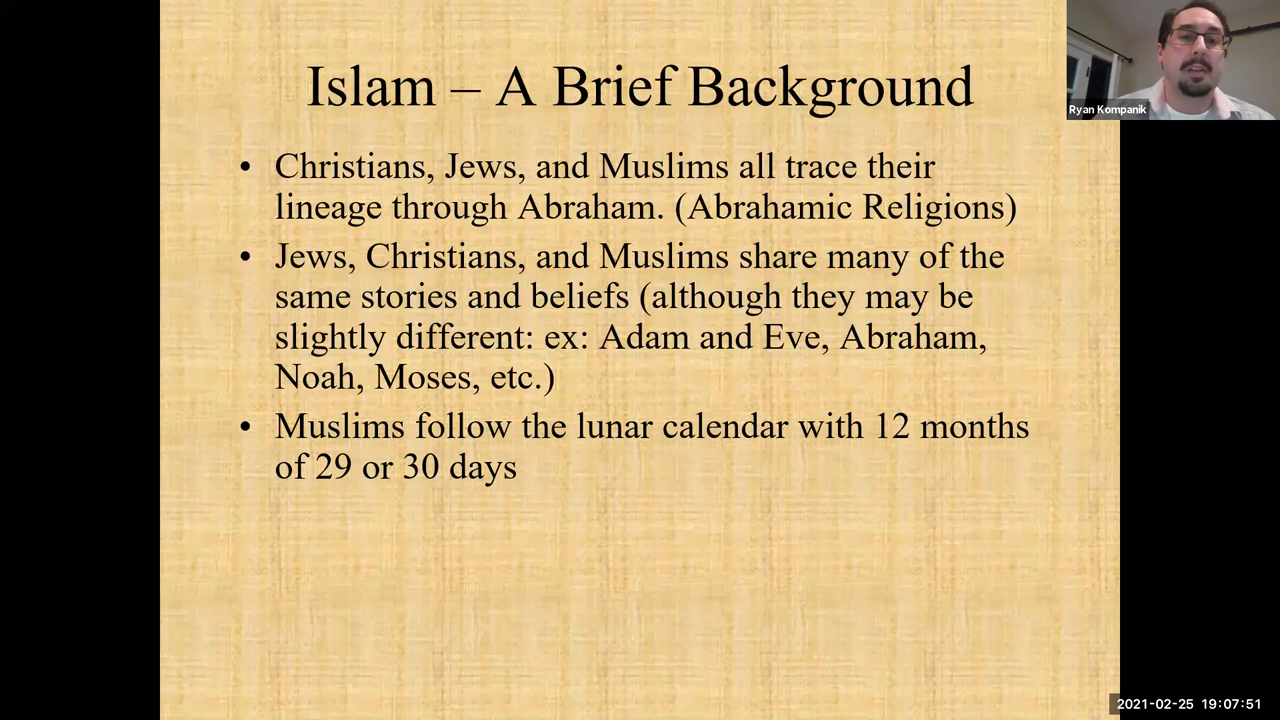 Islam – A Brief Background
• Christians, Jews, and Muslims all trace their
lineage through Abraham. (Abrahamic Religions)
• Jews, Christians, and Muslims share many of the
same stories and beliefs (although they may be
slightly different: ex: Adam and Eve, Abraham,
Noah, Moses, etc.)
• Muslims follow the lunar calendar with 12 months
of 29 or 30 days
Ryan Kompanik
2021-02-25 19:07:51